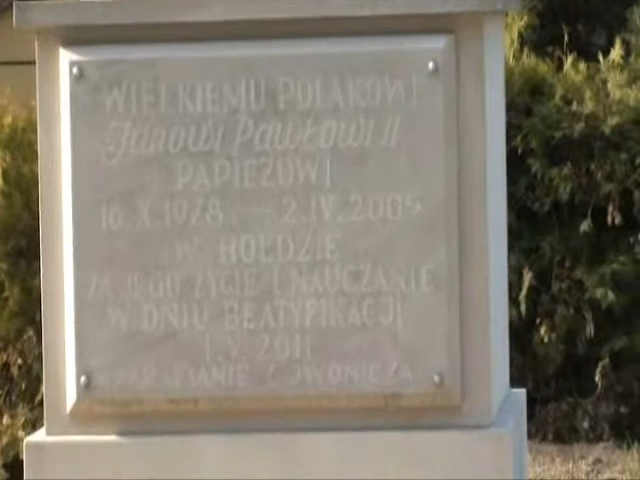 WIELKIEMU POLAKOWI
Janowi Pawłowi II
PAPIEŻOWI
16.X.1978 — 2.IV.2005
W HOŁDZIE
ZA JEGO ŻYCIE I NAUCZANIE
W DNIU BEATYFIKACJI
1.V.2011
PARAFIANIE